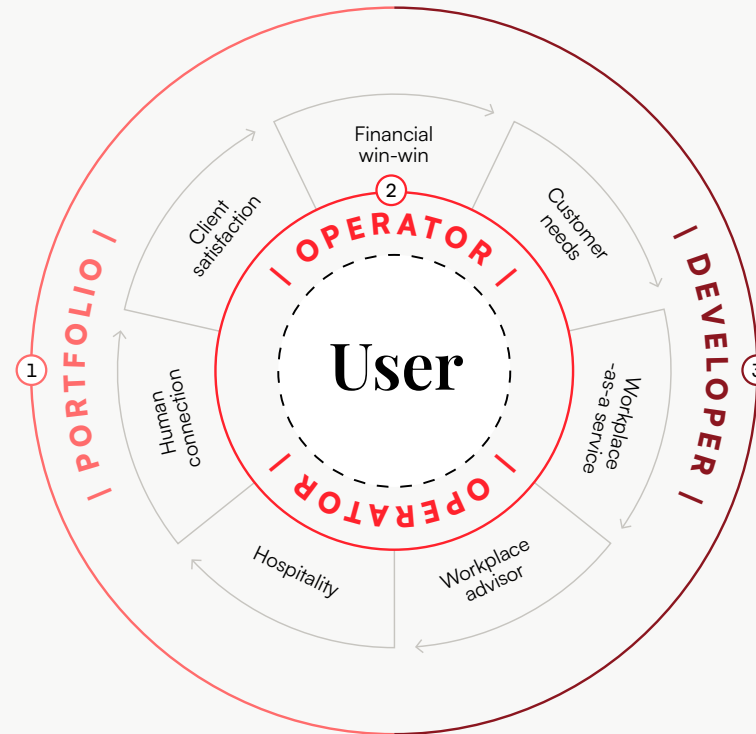 Financial
win-win
2
Client
satisfaction
Customer
needs
| OPERATOR |
| PORTFOLIO |
| DEVELOPER |
1
User
3
Human
connection
Workplace
-as-a service
| OPERATOR |
Hospitality
Workplace
advisor